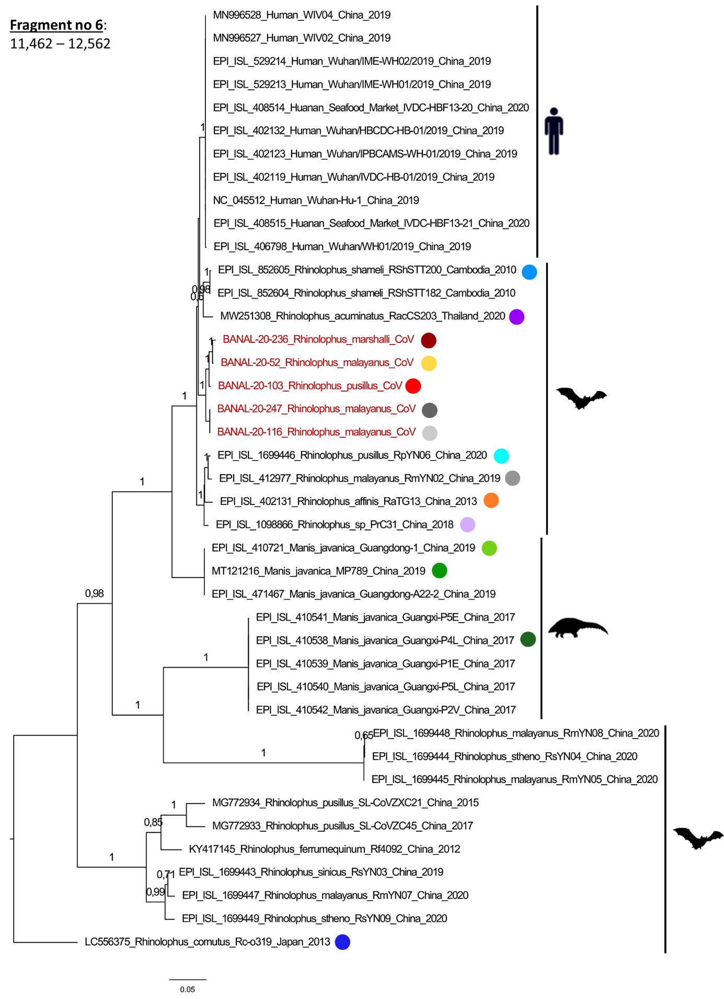 Fragment no 6:
11,462 – 12,562
MN996528_Human_WIV04_China_2019
MN996527_Human_WIV02_China_2019
EPI_ISL_529214_Human_Wuhan/IME-WH02/2019_China_2019
EPI_ISL_529213_Human_Wuhan/IME-WH01/2019_China_2019
EPI_ISL_408514_Huanan_Seafood_Market_IVDC-HBF13-20_China_2020
1
EPI_ISL_402132_Human_Wuhan/HBCDC-HB-01/2019_China_2019
EPI_ISL_402123_Human_Wuhan/IPBCAMS-WH-01/2019_China_2019
EPI_ISL_402119_Human_Wuhan/IVDC-HB-01/2019_China_2019
NC_045512_Human_Wuhan-Hu-1_China_2019
EPI_ISL_408515_Huanan_Seafood_Market_IVDC-HBF13-21_China_2020
EPI_ISL_406798_Human_Wuhan/WH01/2019_China_2019
1
EPI_ISL_852605_Rhinolophus_shameli_RShSTT200_Cambodia_2010
0,98
EPI_ISL_852604_Rhinolophus_shameli_RShSTT182_Cambodia_2010
MW251308_Rhinolophus_acuminatus_RacCS203_Thailand_2020
1
BANAL-20-236_Rhinolophus_marshalli_CoV
1
BANAL-20-52_Rhinolophus_malayanus_CoV
1
BANAL-20-103_Rhinolophus_pusillus_CoV
1
BANAL-20-247_Rhinolophus_malayanus_CoV
BANAL-20-116_Rhinolophus_malayanus_CoV
1
EPI_ISL_1699446_Rhinolophus_pusillus_RpYN06_China_2020
1
EPI_ISL_412977_Rhinolophus_malayanus_RmYN02_China_2019
1
EPI_ISL_402131_Rhinolophus_affinis_RaTG13_China_2013
EPI_ISL_1098866_Rhinolophus_sp_PrC31_China_2018
EPI_ISL_410721_Manis_javanica_Guangdong-1_China_2019
MT121216_Manis_javanica_MP789_China_2019
0,98
EPI_ISL_471467_Manis_javanica_Guangdong-A22-2_China_2019
EPI_ISL_410541_Manis_javanica_Guangxi-P5E_China_2017
EPI_ISL_410538_Manis_javanica_Guangxi-P4L_China_2017
1
EPI_ISL_410539_Manis_javanica_Guangxi-P1E_China_2017
EPI_ISL_410540_Manis_javanica_Guangxi-P5L_China_2017
1
EPI_ISL_410542_Manis_javanica_Guangxi-P2V_China_2017
0,65
EPI_ISL_1699448_Rhinolophus_malayanus_RmYN08_China_2020
1
EPI_ISL_1699444_Rhinolophus_stheno_RsYN04_China_2020
EPI_ISL_1699445_Rhinolophus_malayanus_RmYN05_China_2020
1
MG772934_Rhinolophus_pusillus_SL-CoVZXC21_China_2015
0,85
MG772933_Rhinolophus_pusillus_SL-CoVZC45_China_2017
KY417145_Rhinolophus_ferrumequinum_Rf4092_China_2012
1
0,71
EPI_ISL_1699443_Rhinolophus_sinicus_RsYN03_China_2019
0,99
EPI_ISL_1699447_Rhinolophus_malayanus_RmYN07_China_2020
EPI_ISL_1699449_Rhinolophus_stheno_RsYN09_China_2020
LC556375_Rhinolophus_cornutus_Rc-o319_Japan_2013
0.05